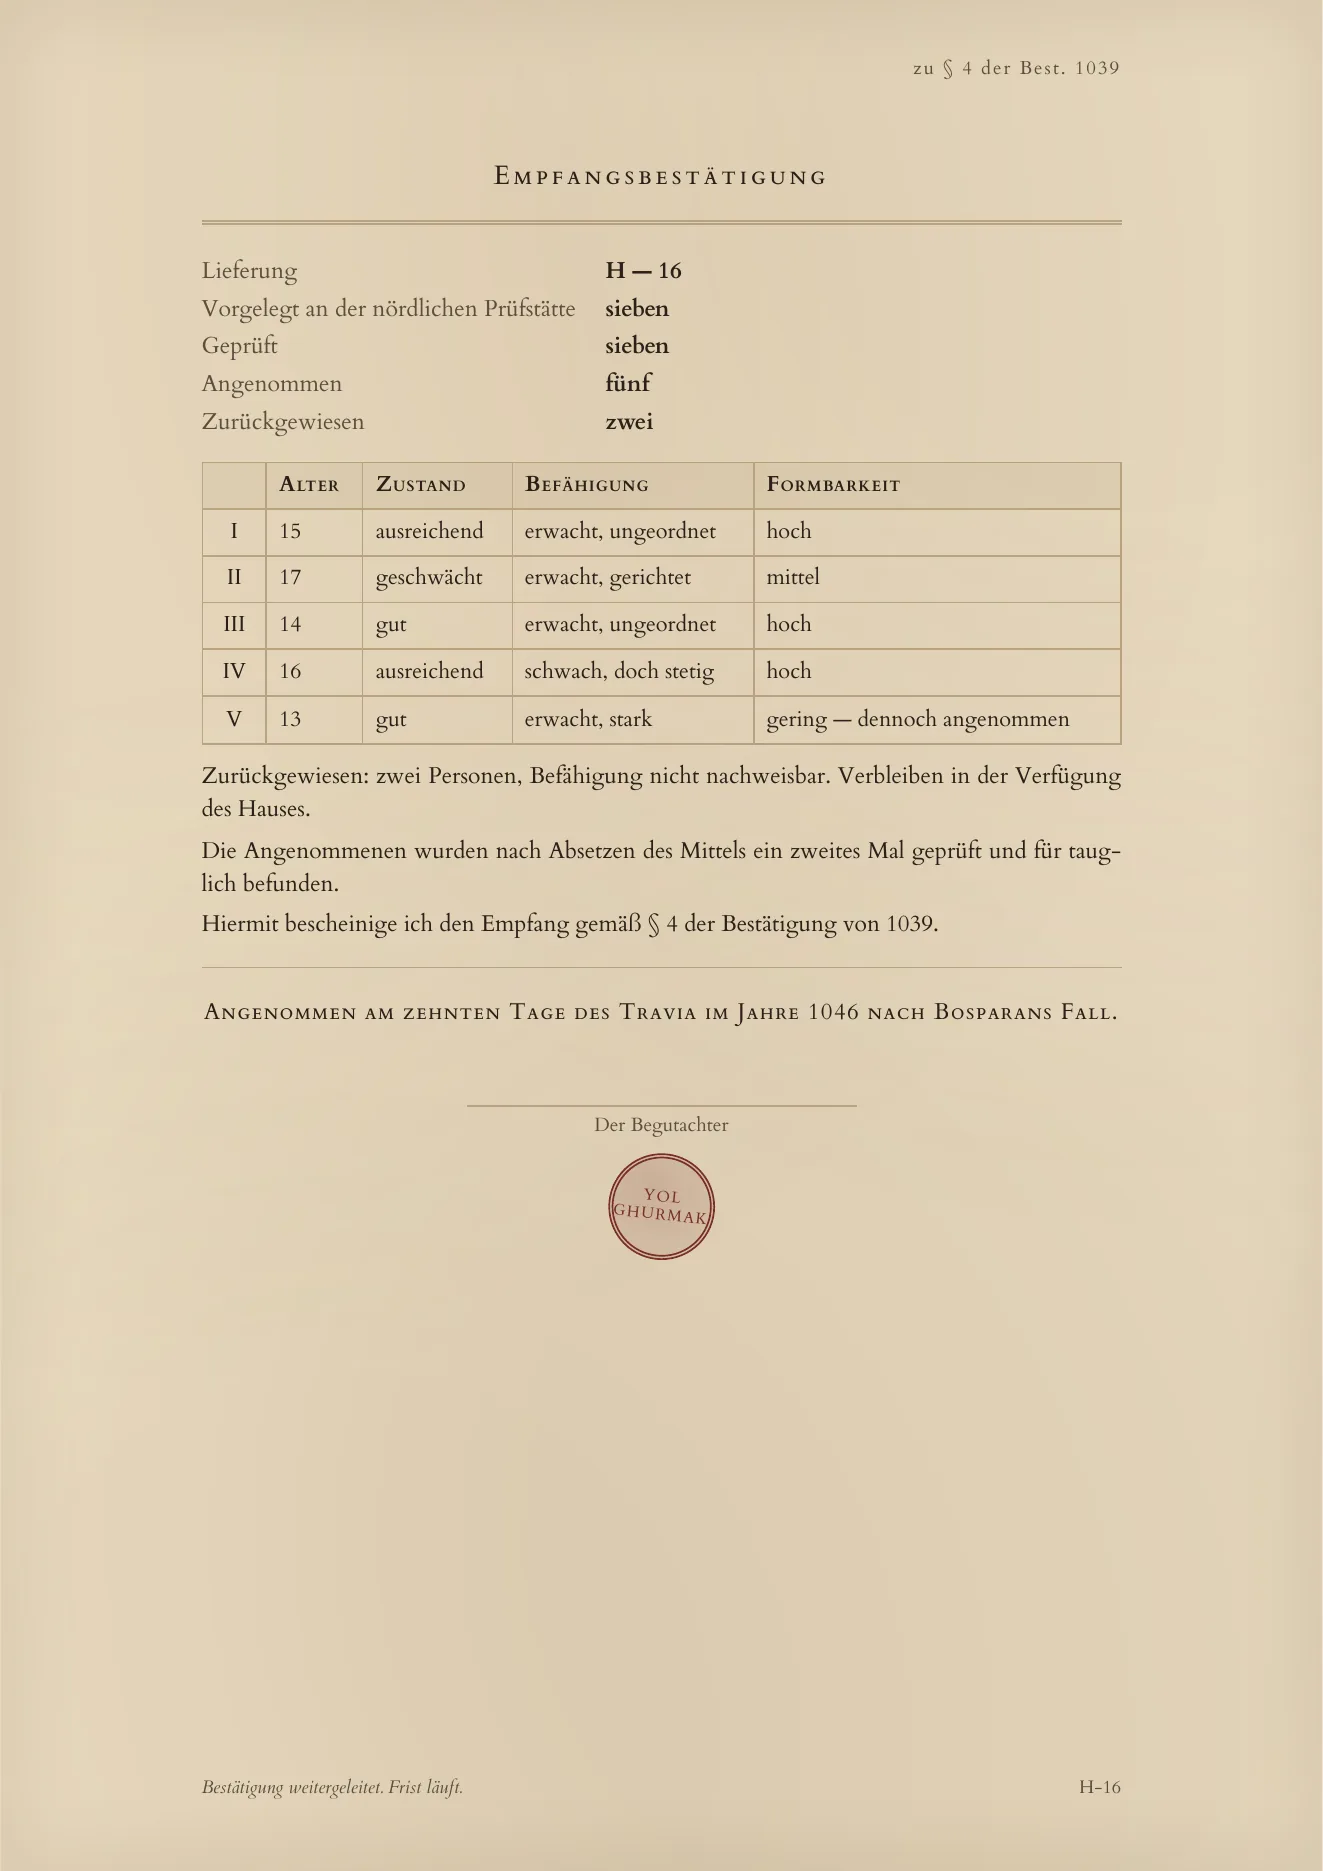 zu § 4 der Best. 1039
Empfangsbestätigung
Lieferung H — 16
Vorgelegt an der nördlichen Prüfstätte sieben
Geprüft sieben
Angenommen fünf
Zurückgewiesen zwei
Alter Zustand Befähigung Formbarkeit
I 15 ausreichend erwacht, ungeordnet hoch
II 17 geschwächt erwacht, gerichtet mittel
III 14 gut erwacht, ungeordnet hoch
IV 16 ausreichend schwach, doch stetig hoch
V 13 gut erwacht, stark gering — dennoch angenommen
Zurückgewiesen: zwei Personen, Befähigung nicht nachweisbar. Verbleiben in der Verfügung
des Hauses.
Die Angenommenen wurden nach Absetzen des Mittels ein zweites Mal geprüft und für taug-
lich befunden.
Hiermit bescheinige ich den Empfang gemäß § 4 der Bestätigung von 1039.
Angenommen am zehnten Tage des Travia im Jahre 1046 nach Bosparans Fall.
Der Begutachter
YOL
GHURMAK
Bestätigung weitergeleitet. Frist läuft. H-16